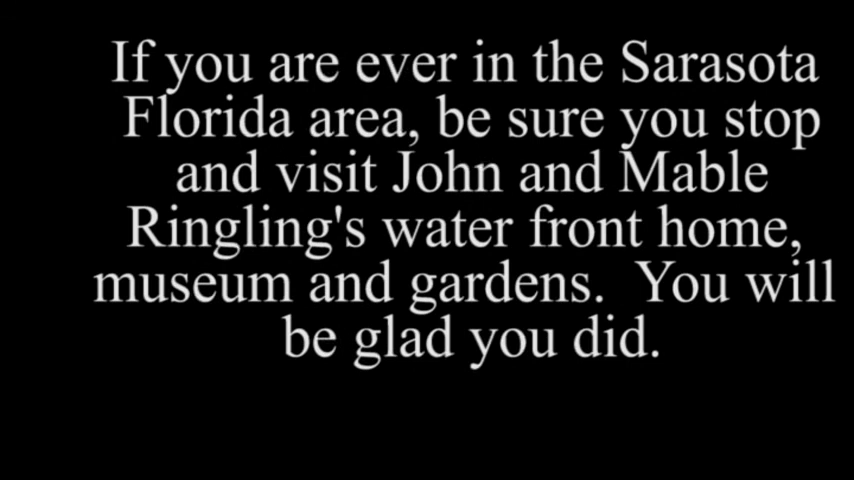 If you are ever in the Sarasota
Florida area, be sure you stop
and visit John and Mable
Ringling's water front home,
museum and gardens.  You will
be glad you did.